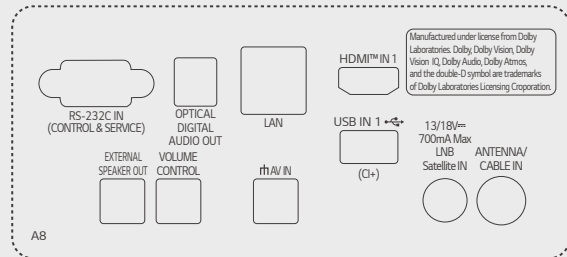 Manufactured under license from Dolby
Laboratories. Dolby, Dolby Vision, Dolby
Vision IQ, Dolby Audio, Dolby Atmos,
and the double-D symbol are trademarks
of Dolby Laboratories Licensing Croporation.
HDMI™ IN 1
RS-232C IN
(CONTROL & SERVICE)
OPTICAL
DIGITAL
AUDIO OUT
LAN
USB IN 1
(CI+)
13/18V⎓
700mA Max
LNB
Satellite IN
ANTENNA/
CABLE IN
EXTERNAL
SPEAKER OUT
VOLUME
CONTROL
AV IN
A8